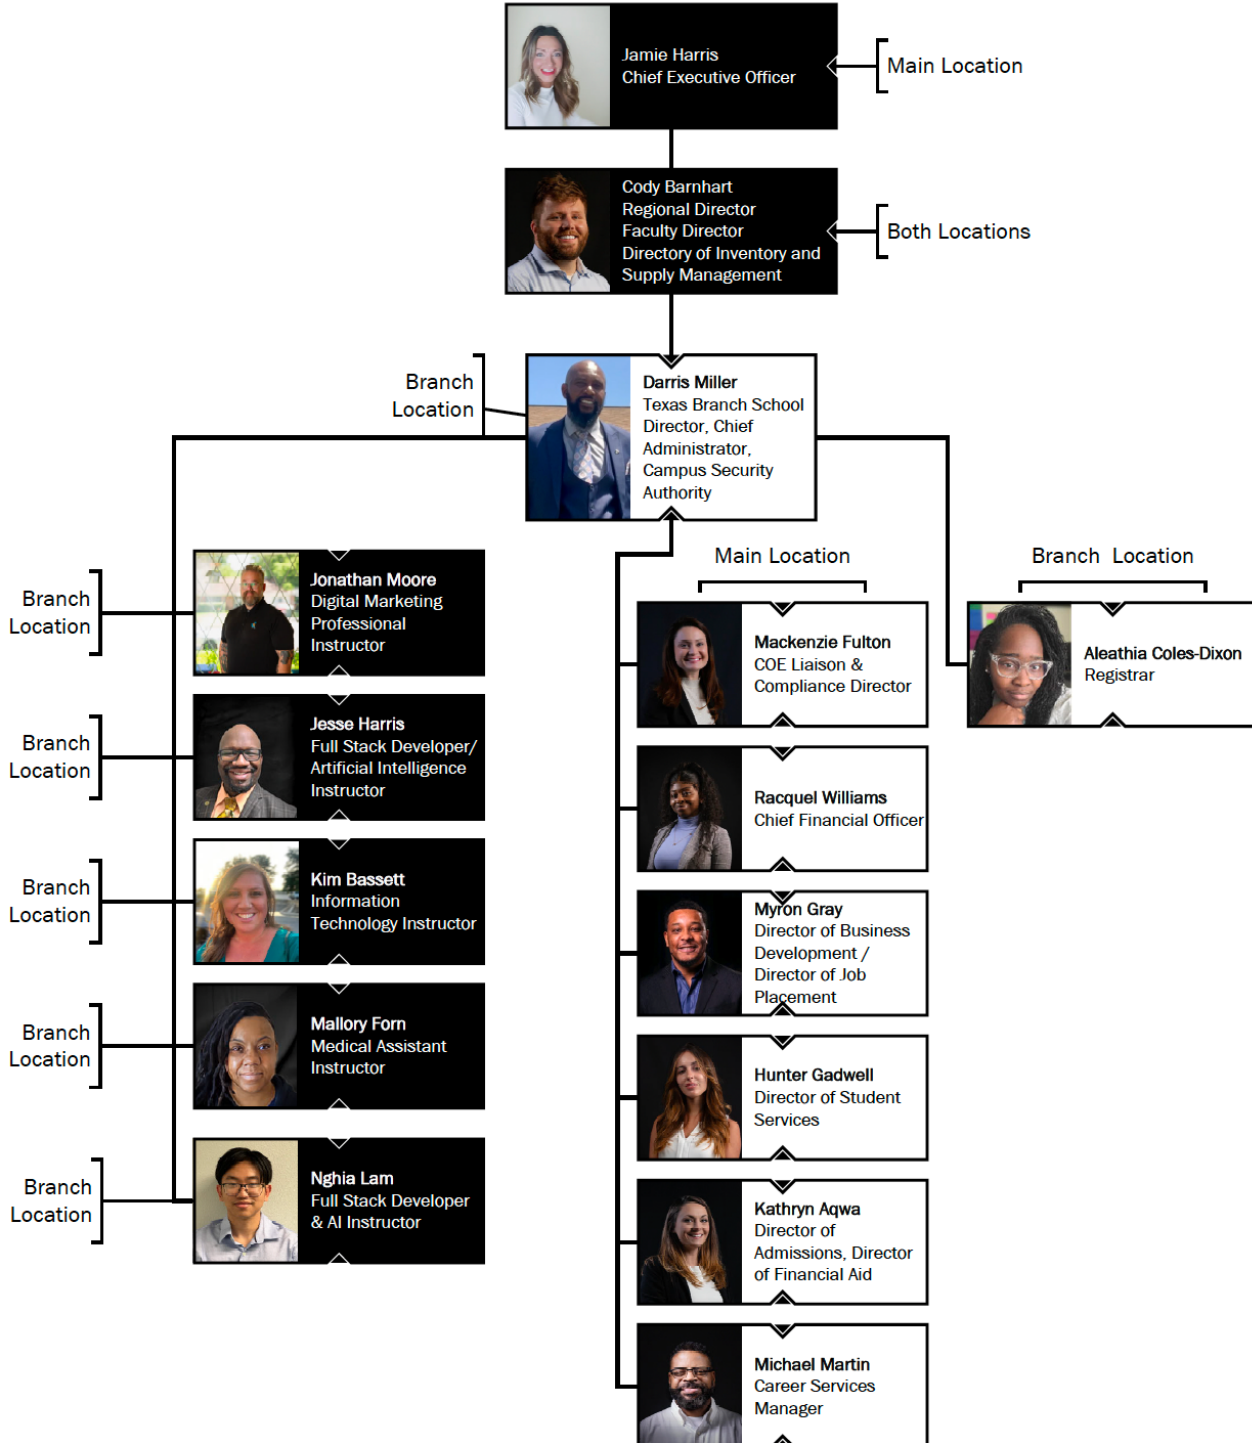 Jamie Harris
Chief Executive Officer
Main Location
Cody Barnhart
Regional Director
Faculty Director
Directory of Inventory and
Supply Management
Both Locations
Branch
Location
Darris Miller
Texas Branch School
Director, Chief
Administrator,
Campus Security
Authority
Branch
Location
Jonathan Moore
Digital Marketing
Professional
Instructor
Branch
Location
Jesse Harris
Full Stack Developer/
Artificial Intelligence
Instructor
Branch
Location
Kim Bassett
Information
Technology Instructor
Branch
Location
Mallory Forn
Medical Assistant
Instructor
Branch
Location
Nghia Lam
Full Stack Developer
& AI Instructor
Main Location
Mackenzie Fulton
COE Liaison &
Compliance Director
Racquel Williams
Chief Financial Officer
Myron Gray
Director of Business
Development /
Director of Job
Placement
Hunter Gadwell
Director of Student
Services
Kathryn Aqwa
Director of
Admissions, Director
of Financial Aid
Michael Martin
Career Services
Manager
Branch Location
Aleathia Coles-Dixon
Registrar